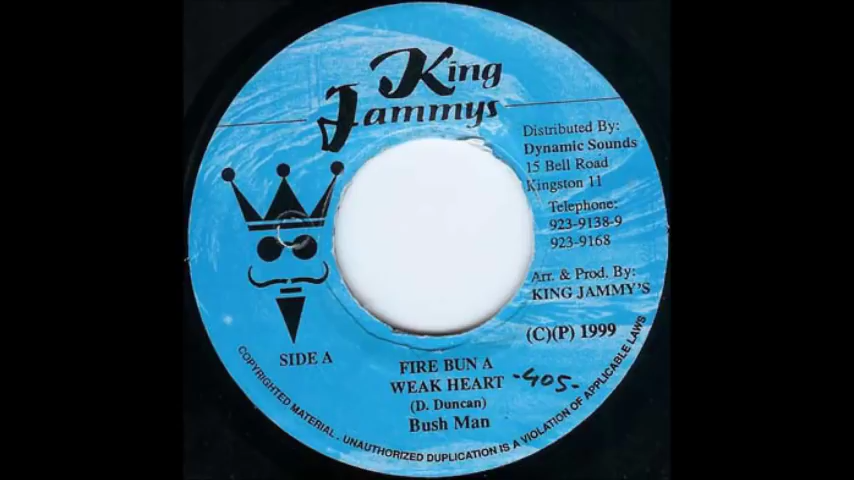 King
Jammys
Distributed By:
Dynamic Sounds
15 Bell Road
Kingston 11
Telephone:
923-9138-9
923-9168
Arr. & Prod. By:
KING JAMMY'S
(C)(P) 1999
SIDE A
FIRE BUN A
WEAK HEART
-405-
(D. Duncan)
Bush Man
COPYRIGHTED MATERIAL. UNAUTHORIZED DUPLICATION IS A VIOLATION OF APPLICABLE LAWS